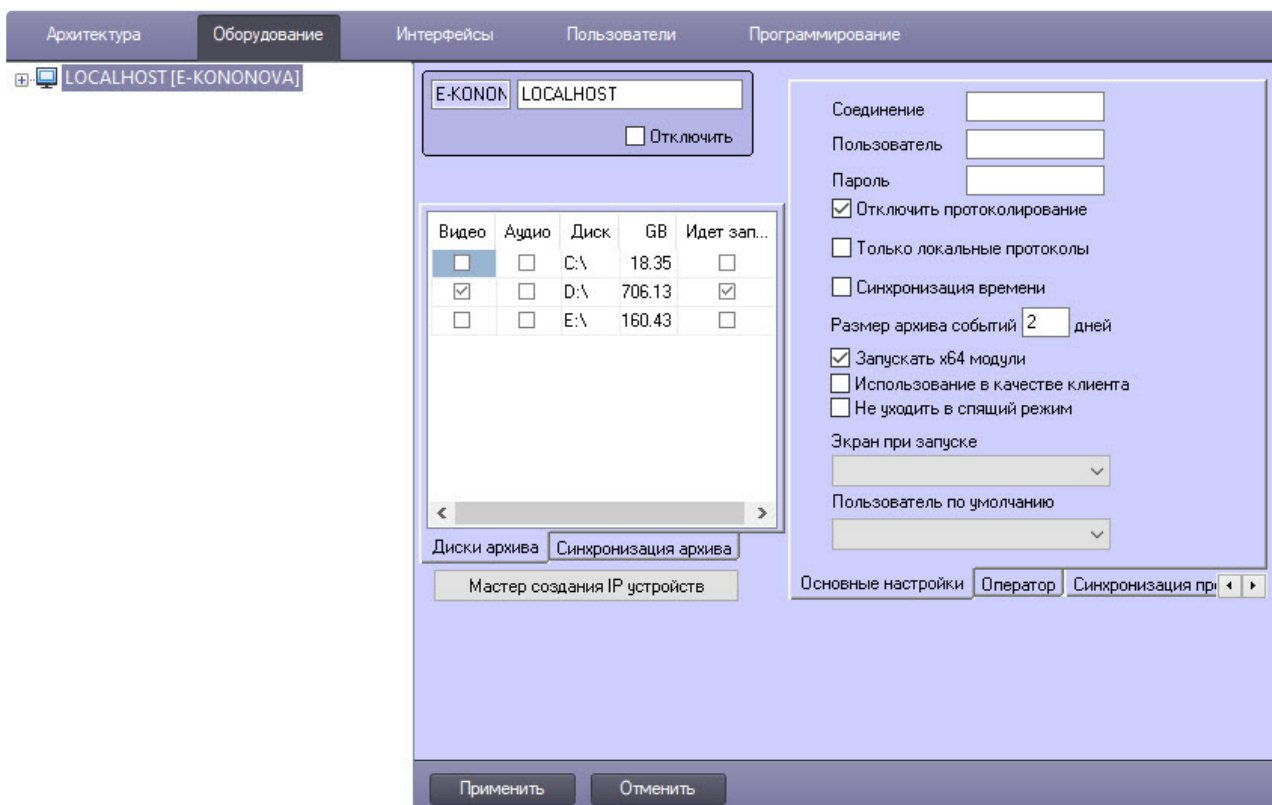 Архитектура Оборудование Интерфейсы Пользователи Программирование
LOCALHOST [E-KONONOVA]
E-KONON LOCALHOST
Отключить
Видео Аудио Диск GB Идет зап...
C:\ 18.35
D:\ 706.13
E:\ 160.43
Диски архива Синхронизация архива
Мастер создания IP устройств
Соединение
Пользователь
Пароль
Отключить протоколирование
Только локальные протоколы
Синхронизация времени
Размер архива событий 2 дней
Запускать x64 модули
Использование в качестве клиента
Не уходить в спящий режим
Экран при запуске
Пользователь по умолчанию
Основные настройки Оператор Синхронизация пр
Применить Отменить